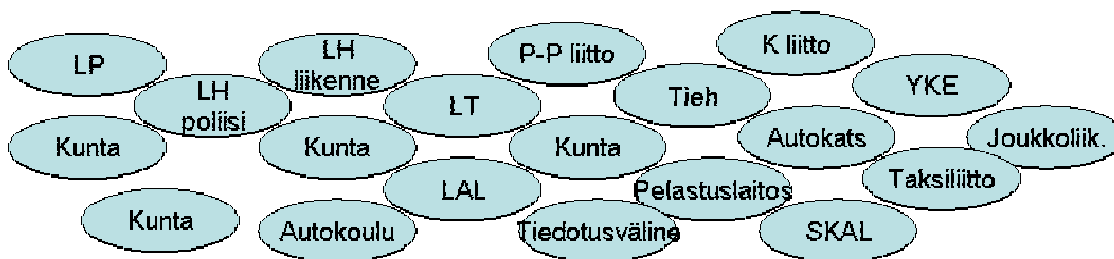 LP
LH
poliisi
LH
liikenne
LT
P-P liitto
Tieh
K liitto
YKE
Kunta
Kunta
Kunta
Autokats
Joukkoliik.
LAL
Pelastuslaitos
Taksiliitto
Kunta
Autokoulu
Tiedotusväline
SKAL